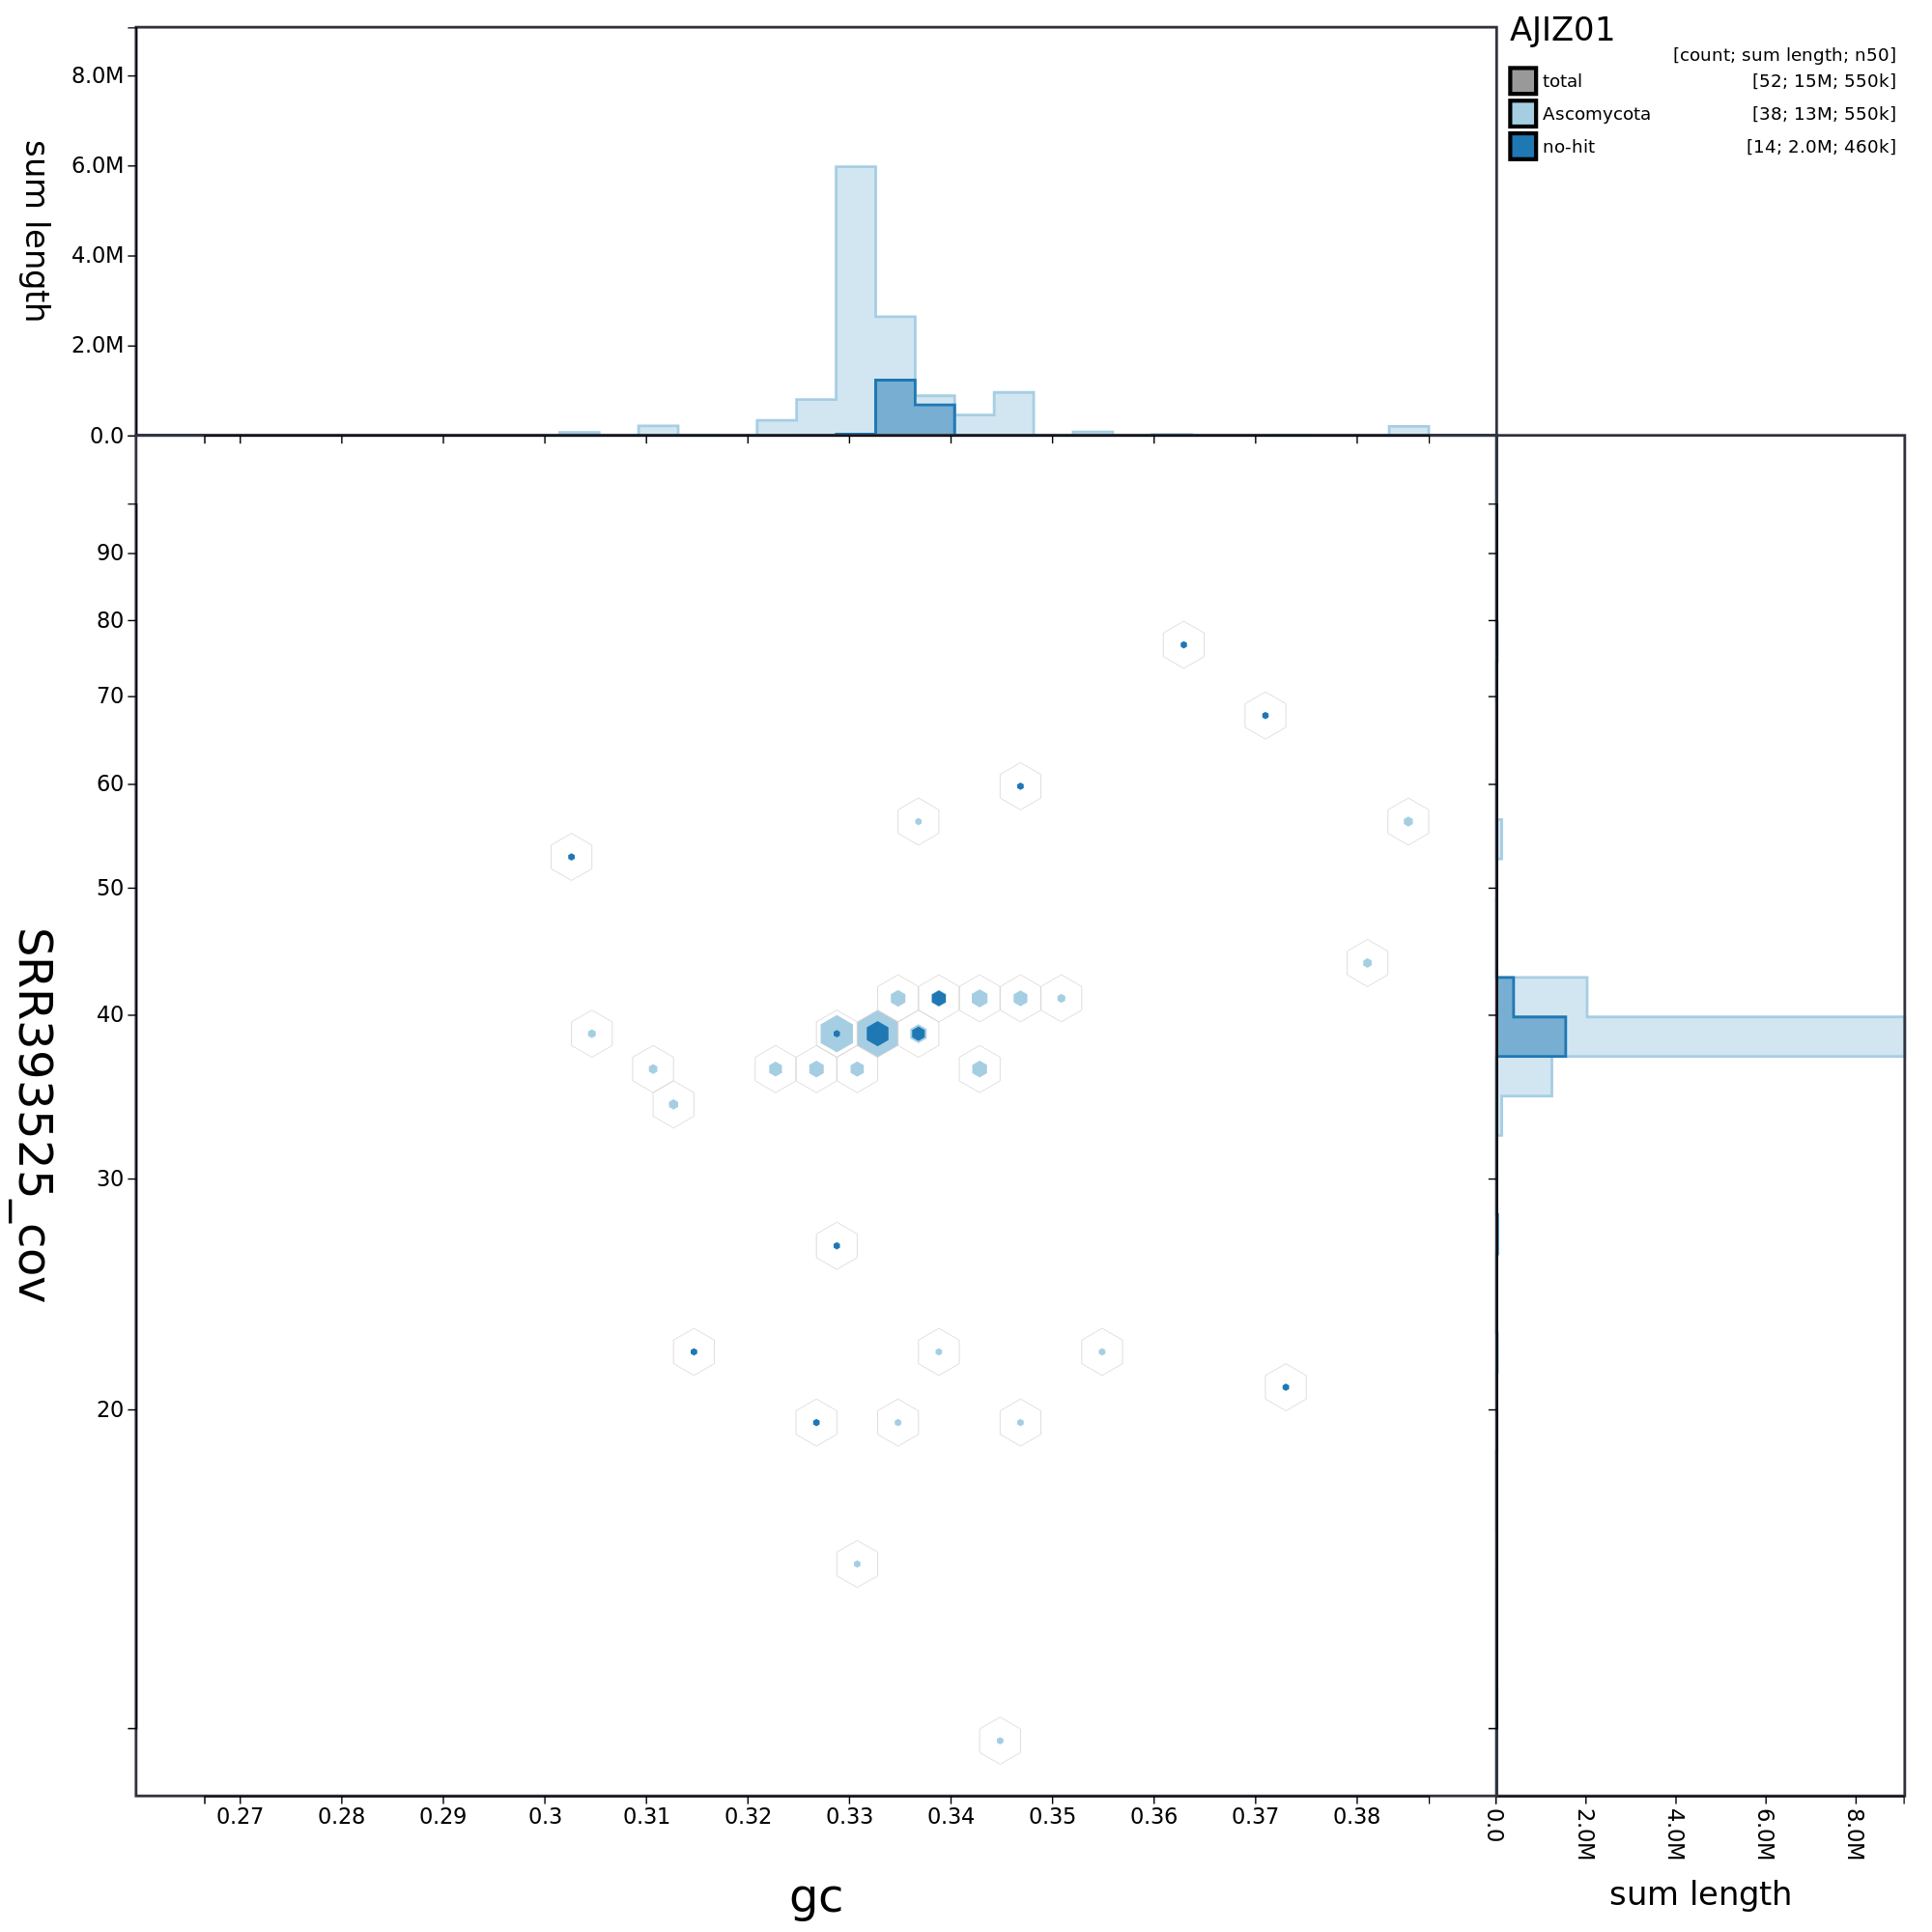 AJIZ01
[count; sum length; n50]
total [52; 15M; 550k]
Ascomycota [38; 13M; 550k]
no-hit [14; 2.0M; 460k]
sum length
8.0M
6.0M
4.0M
2.0M
0.0
SRR393525_cov
90
80
70
60
50
40
30
20
0.27 0.28 0.29 0.3 0.31 0.32 0.33 0.34 0.35 0.36 0.37 0.38
gc
0.0 2.0M 4.0M 6.0M 8.0M
sum length